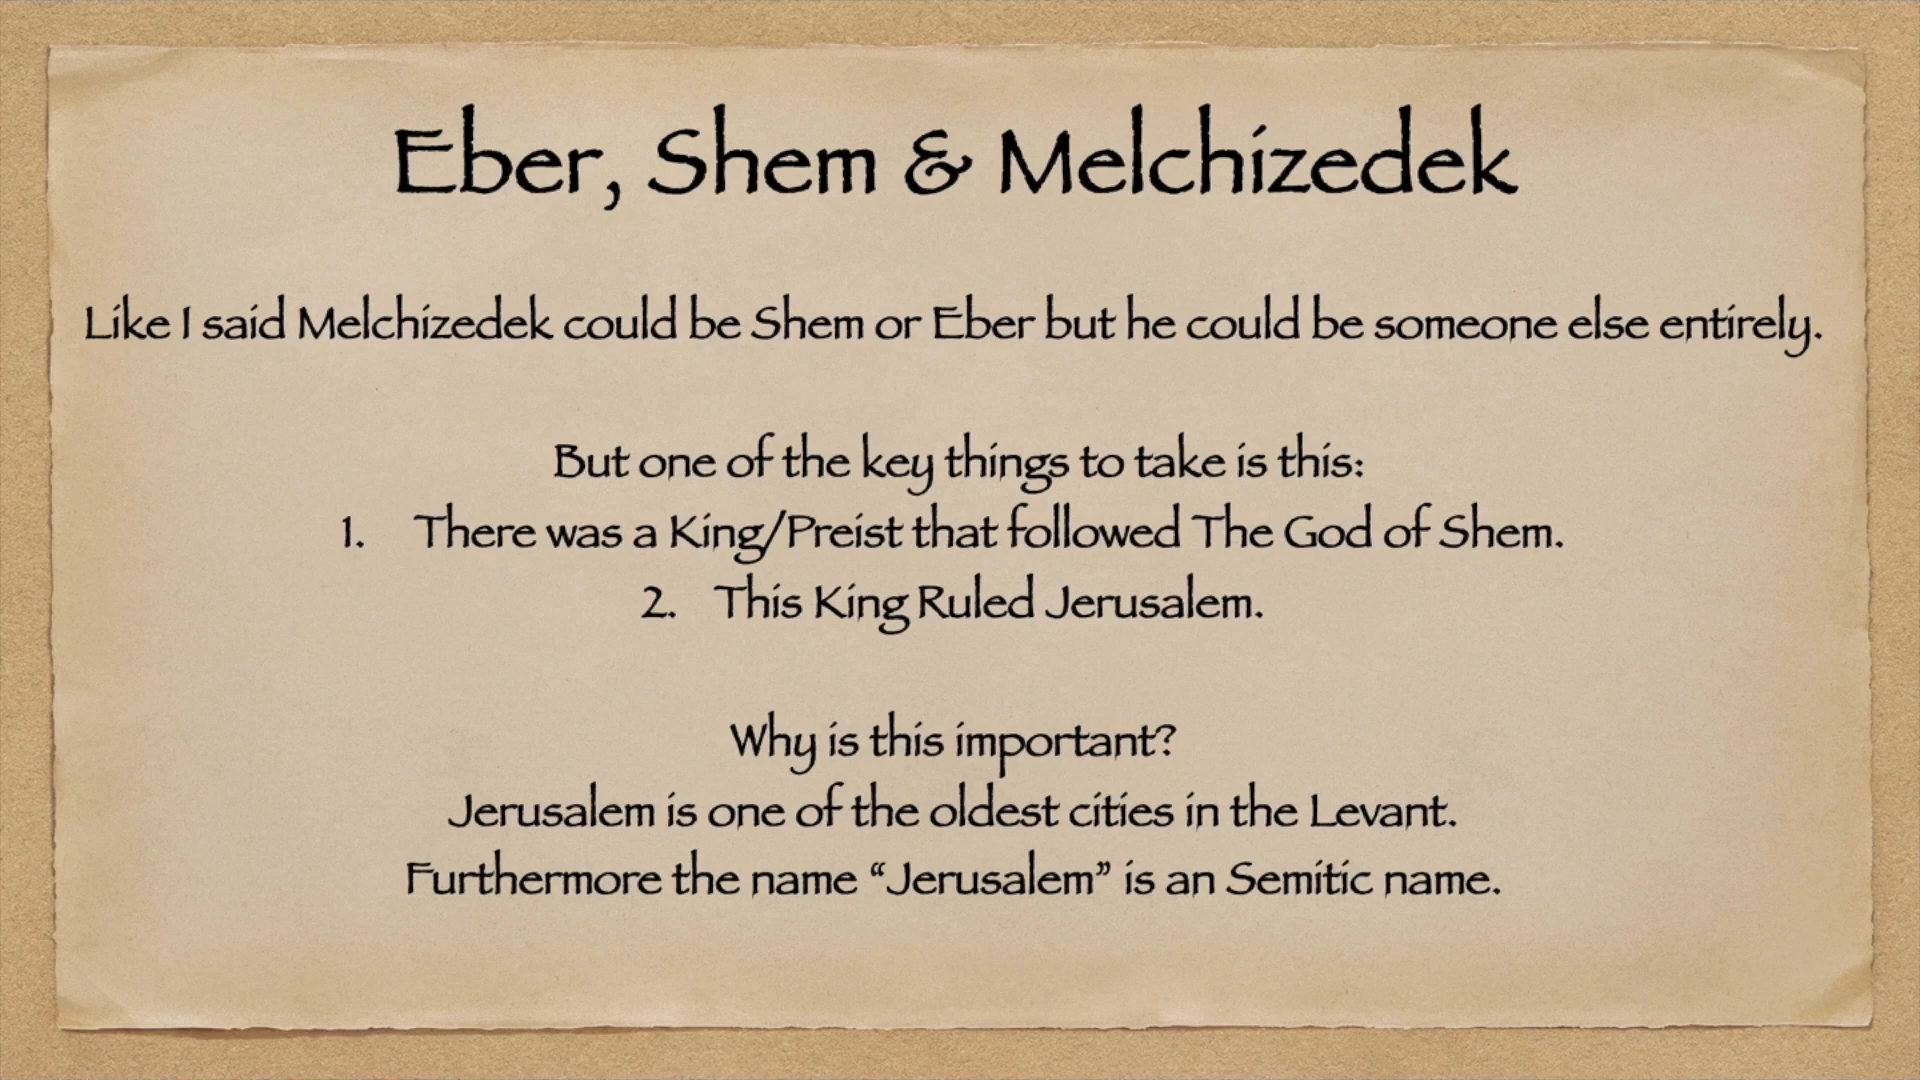 Eber, Shem & Melchizedek
Like I said Melchizedek could be Shem or Eber but he could be someone else entirely.
But one of the key things to take is this:
1. There was a King/Preist that followed The God of Shem.
2. This King Ruled Jerusalem.
Why is this important?
Jerusalem is one of the oldest cities in the Levant.
Furthermore the name “Jerusalem” is an Semitic name.